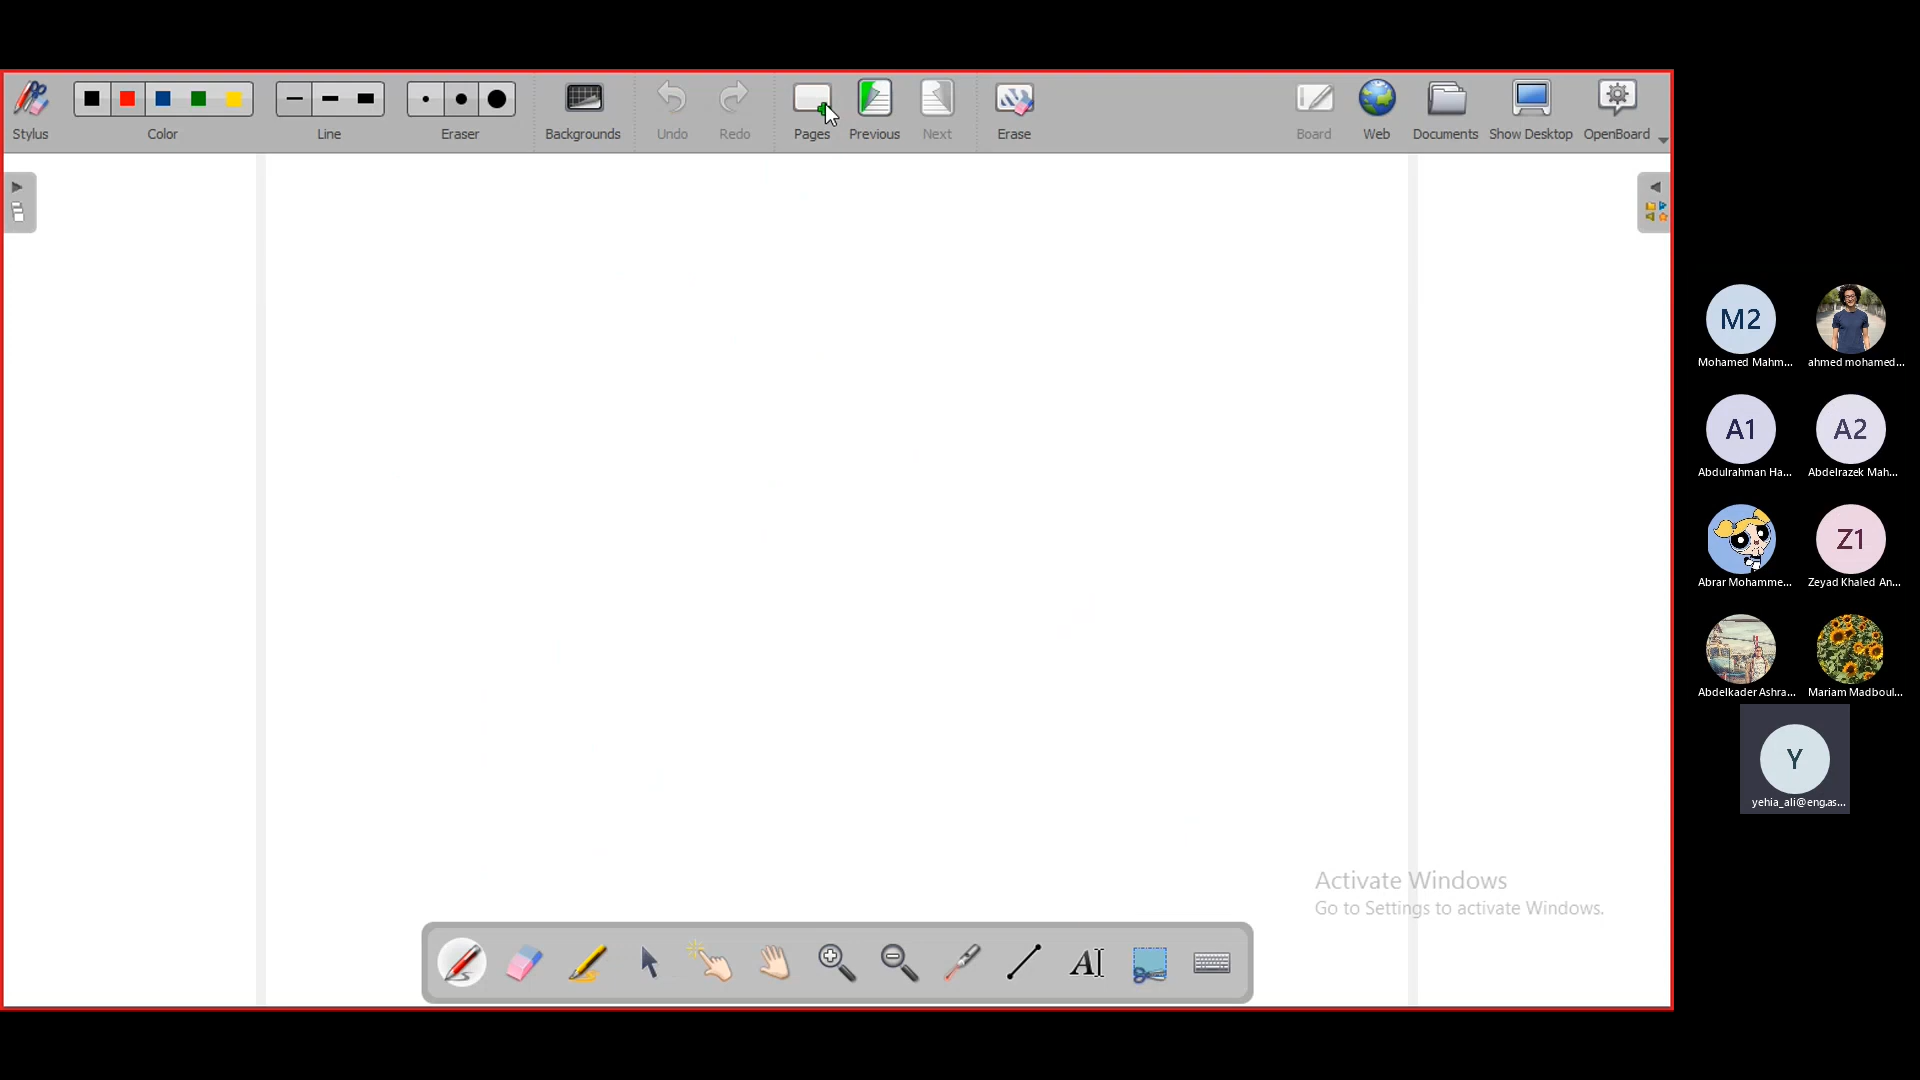 Stylus Color Line Eraser Backgrounds Undo Redo Pages Previous Next Erase Board Web Documents Show Desktop OpenBoard
M2
Mohamed Mahm... ahmed mohamed...
A1 A2
Abdulrahman Ha... Abdelrazek Mah...
Z1
Abrar Mohamme... Zeyad Khaled An...
Abdelkader Ashra... Mariam Madboul...
Y
yehia_ali@eng.as...
Activate Windows
Go to Settings to activate Windows.
A